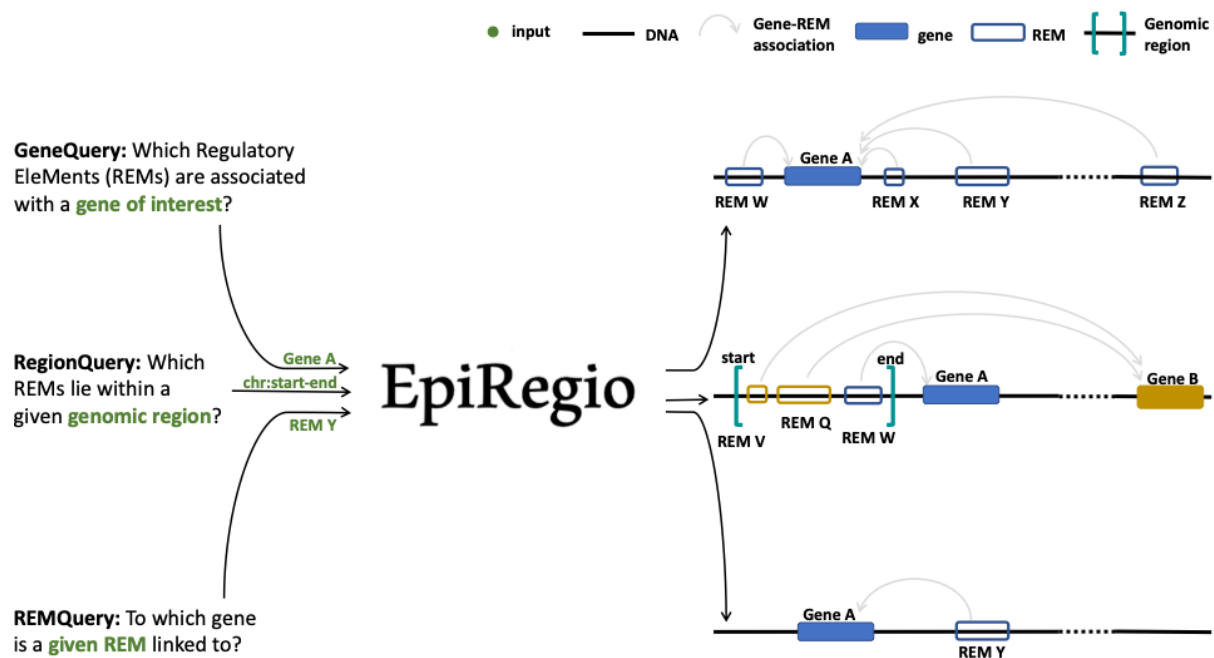 input
DNA
Gene-REM
association
gene
REM
Genomic
region
GeneQuery: Which Regulatory
EleMents (REMs) are associated
with a gene of interest?
Gene A
REM W
REM X
REM Y
REM Z
RegionQuery: Which
REMs lie within a
given genomic region?
Gene A
chr:start-end
REM Y
EpiRegio
start
end
Gene A
Gene B
REM V
REM Q
REM W
REMQuery: To which gene
is a given REM linked to?
Gene A
REM Y